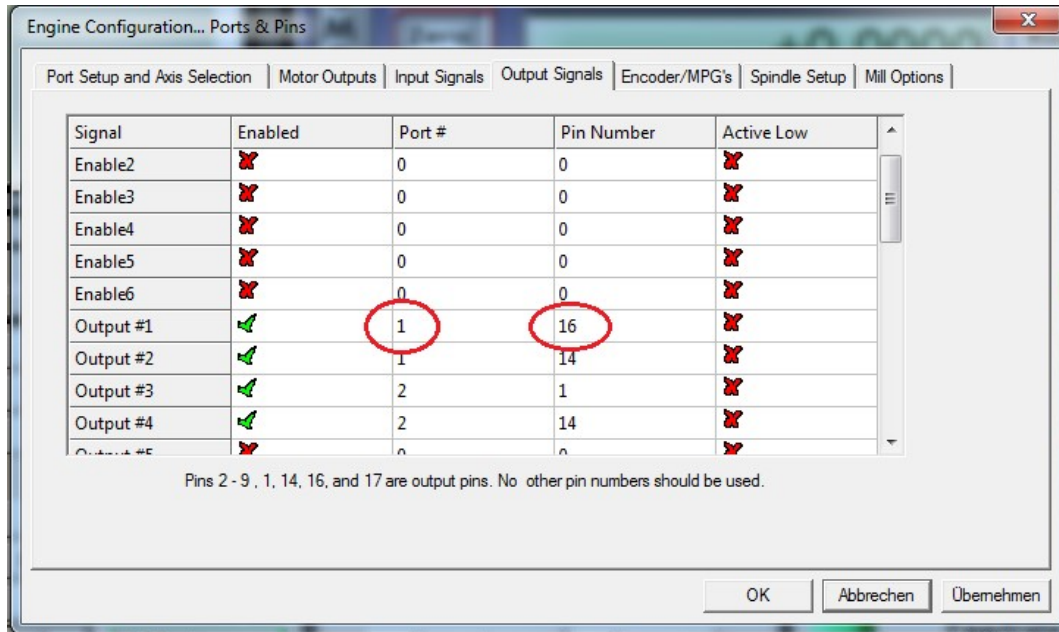 Engine Configuration... Ports & Pins
Port Setup and Axis Selection Motor Outputs Input Signals Output Signals Encoder/MPG's Spindle Setup Mill Options
Signal Enabled Port # Pin Number Active Low
Enable2 0 0
Enable3 0 0
Enable4 0 0
Enable5 0 0
Enable6 0 0
Output #1 1 16
Output #2 1 14
Output #3 2 1
Output #4 2 14
Output #5 0 0
Pins 2 - 9 , 1, 14, 16, and 17 are output pins. No other pin numbers should be used.
OK Abbrechen Übernehmen